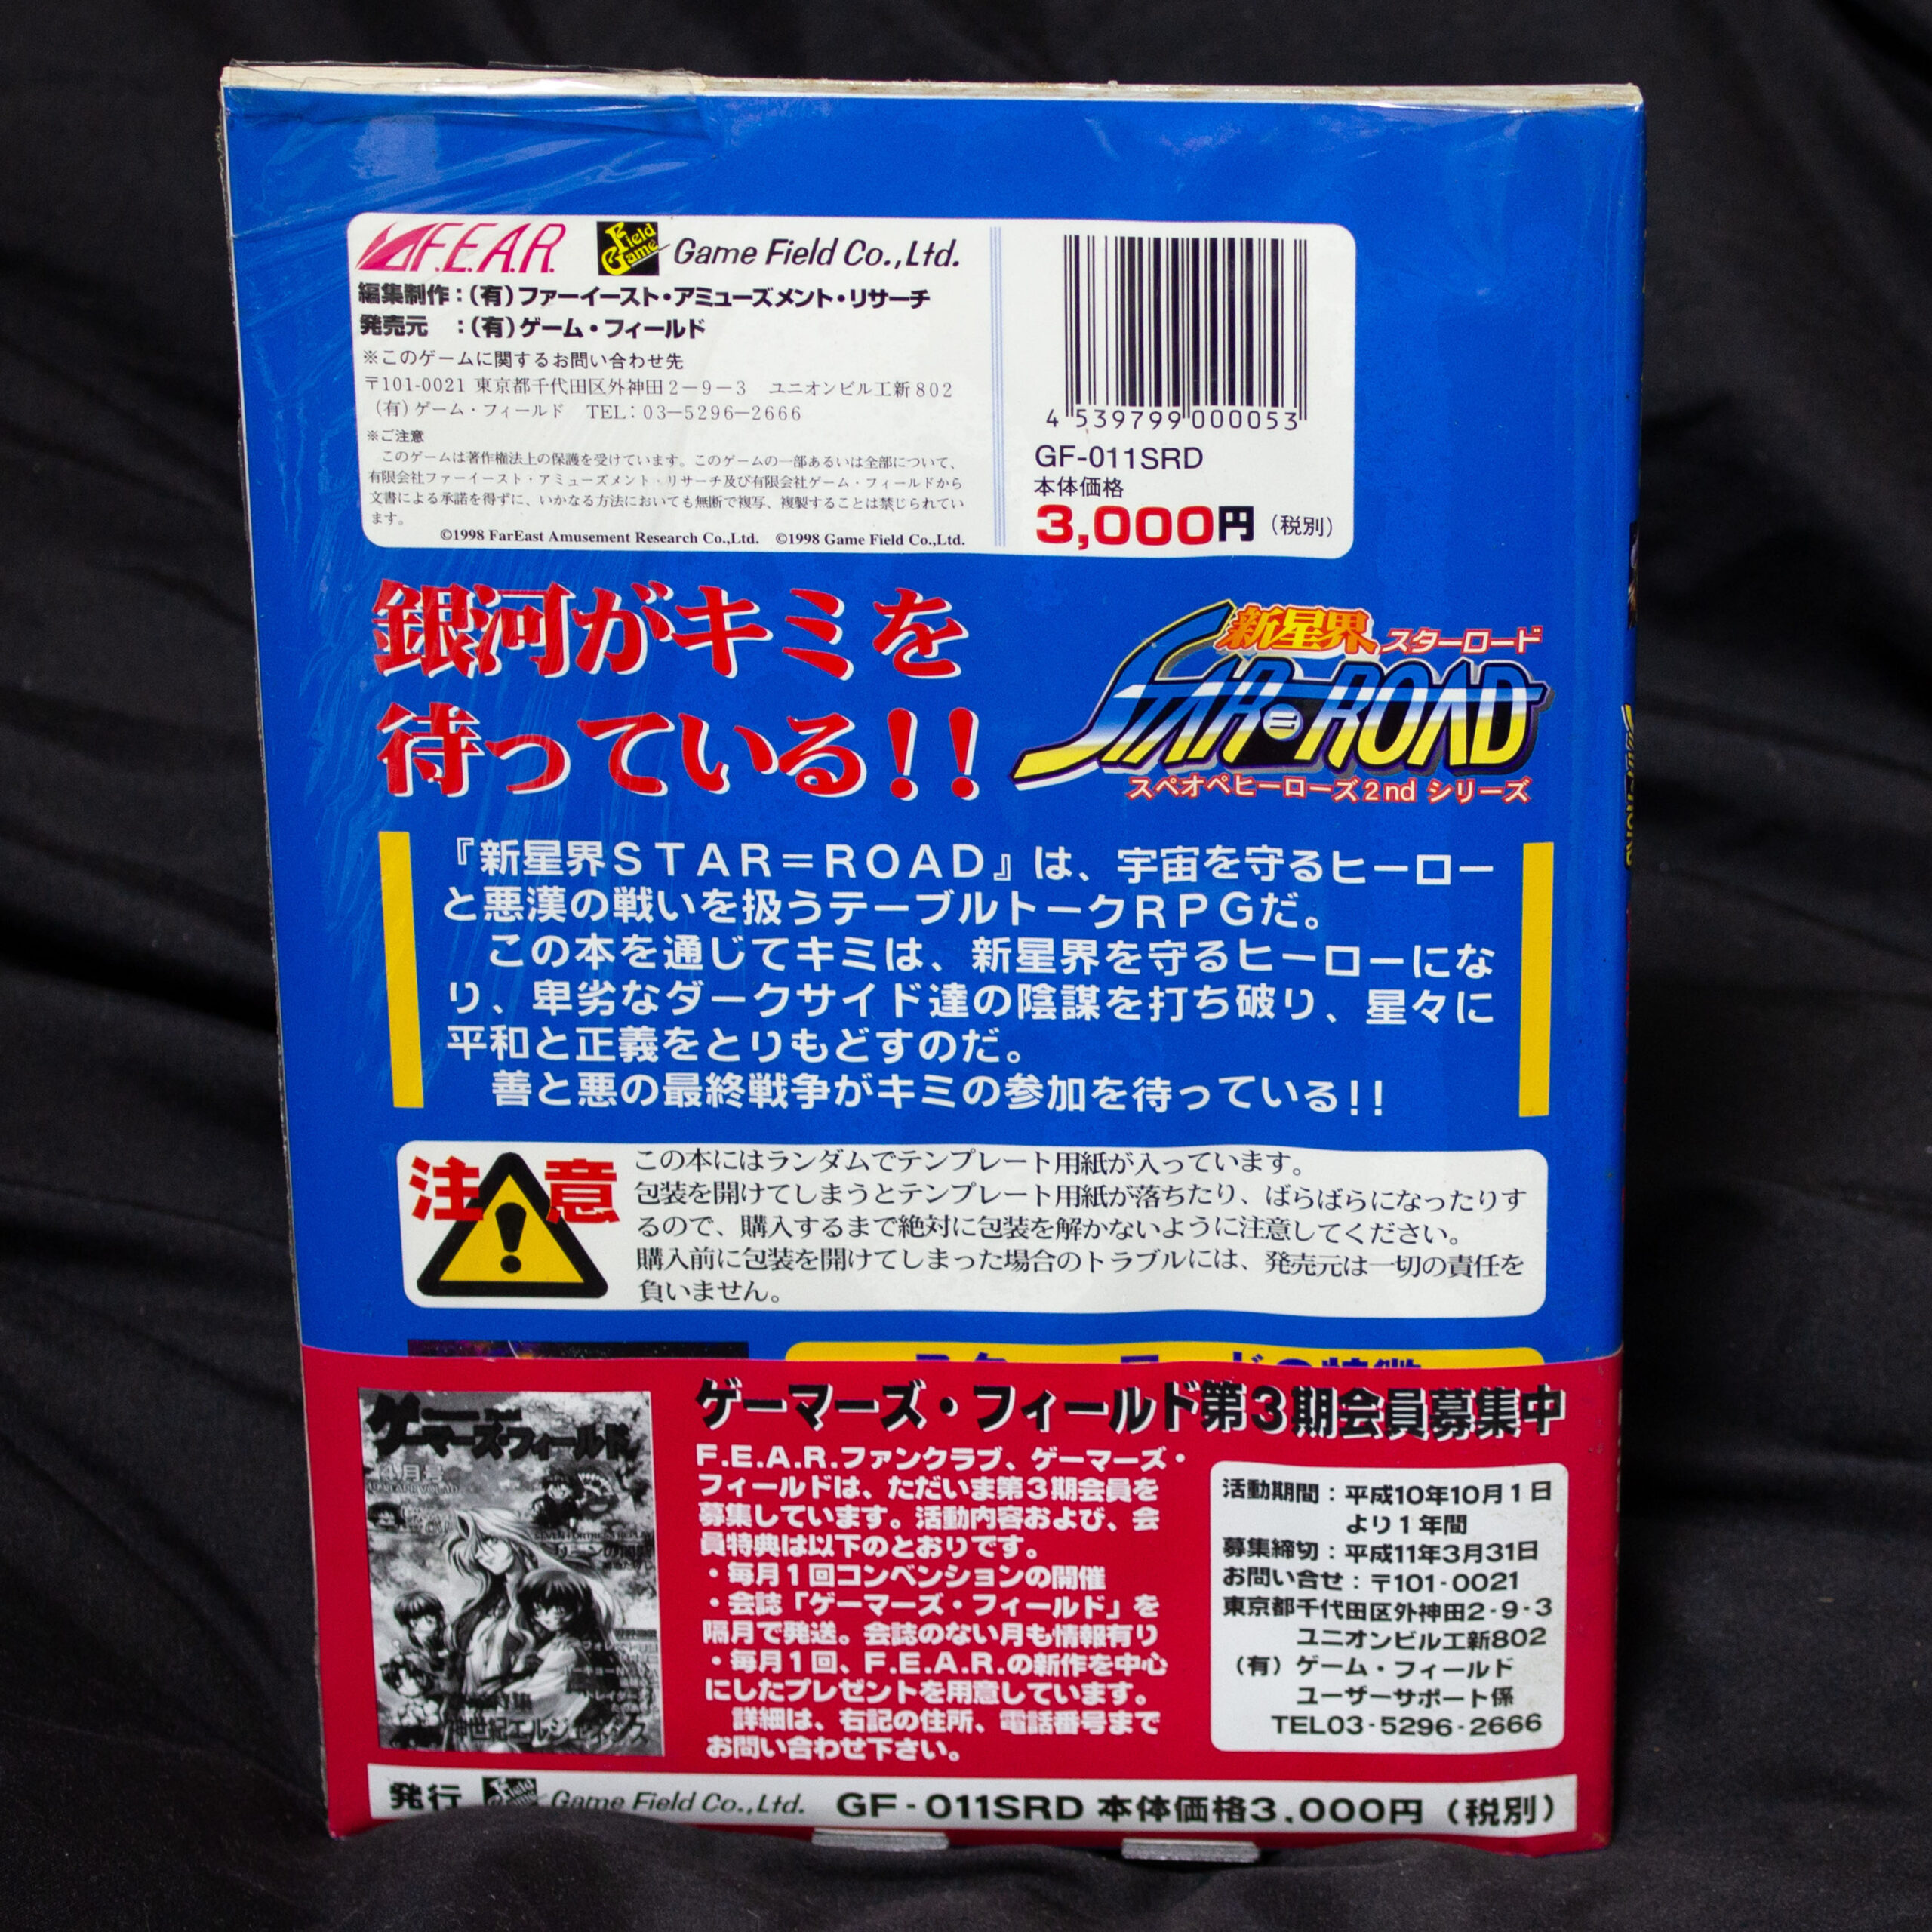 F.E.A.R.
Field Game
Game Field Co.,Ltd.
編集制作：（有）ファーイースト・アミューズメント・リサーチ
発売元　：（有）ゲーム・フィールド
※このゲームに関するお問い合わせ先
〒101-0021 東京都千代田区外神田２－９－３　ユニオンビル工新８０２
（有）ゲーム・フィールド　TEL：０３－５２９６－２６６６
※ご注意
　このゲームは著作権法上の保護を受けています。このゲームの一部あるいは全部について、
有限会社ファーイースト・アミューズメント・リサーチ及び有限会社ゲーム・フィールドから
文書による承諾を得ずに、いかなる方法においても無断で複写、複製することは禁じられてい
ます。
©1998 FarEast Amusement Research Co.,Ltd.　©1998 Game Field Co.,Ltd.
4 539799 000053
GF-011SRD
本体価格
3,000円（税別）
銀河がキミを
待っている！！
新星界 スターロード
STAR=ROAD
スペオペヒーローズ2nd シリーズ
『新星界ＳＴＡＲ＝ＲＯＡＤ』は、宇宙を守るヒーロー
と悪漢の戦いを扱うテーブルトークＲＰＧだ。
　この本を通じてキミは、新星界を守るヒーローにな
り、卑劣なダークサイド達の陰謀を打ち破り、星々に
平和と正義をとりもどすのだ。
　善と悪の最終戦争がキミの参加を待っている！！
注意
この本にはランダムでテンプレート用紙が入っています。
包装を開けてしまうとテンプレート用紙が落ちたり、ばらばらになったりす
るので、購入するまで絶対に包装を解かないように注意してください。
購入前に包装を開けてしまった場合のトラブルには、発売元は一切の責任を
負いません。
ゲーマーズ・フィールド
4月号
ゲーマーズ・フィールド第３期会員募集中
F.E.A.R.ファンクラブ、ゲーマーズ・
フィールドは、ただいま第３期会員を
募集しています。活動内容および、会
員特典は以下のとおりです。
・毎月１回コンベンションの開催
・会誌「ゲーマーズ・フィールド」を
隔月で発送。会誌のない月も情報有り
・毎月１回、F.E.A.R.の新作を中心
にしたプレゼントを用意しています。
　詳細は、右記の住所、電話番号まで
お問い合わせ下さい。
活動期間：平成10年10月１日
より１年間
募集締切：平成11年3月31日
お問い合せ：〒101-0021
東京都千代田区外神田2-9-3
ユニオンビル工新802
（有）ゲーム・フィールド
ユーザーサポート係
TEL03-5296-2666
発行 Game Field Co.,Ltd. GF-011SRD 本体価格3,000円（税別）